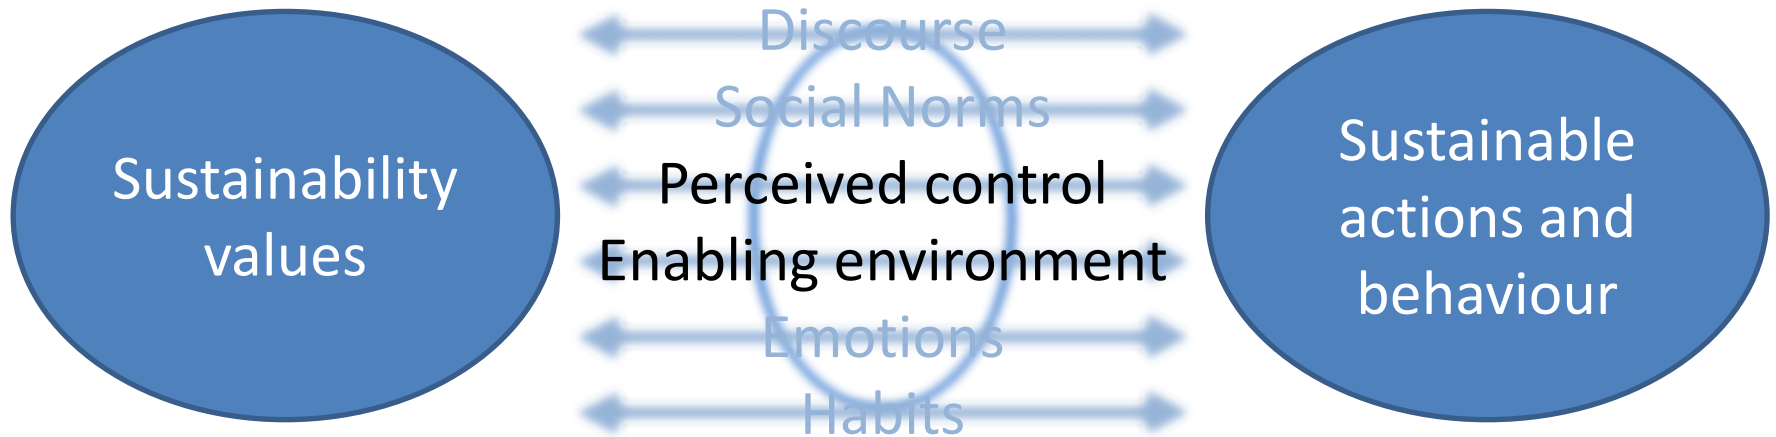 Sustainability
values
Discourse
Social Norms
Perceived control
Enabling environment
Emotions
Habits
Sustainable
actions and
behaviour